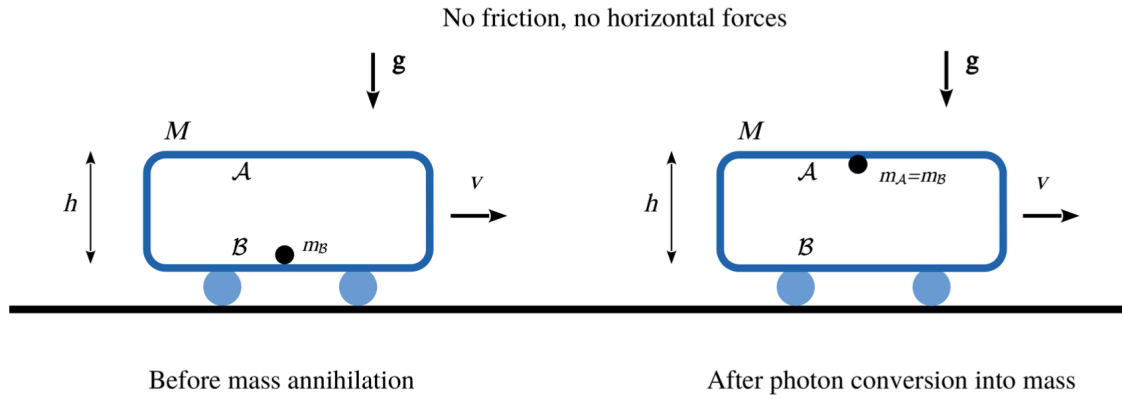 No friction, no horizontal forces
g
g
M
M
𝒜
𝒜
m𝒜=m𝓑
v
v
h
h
𝓑
m𝓑
𝓑
Before mass annihilation
After photon conversion into mass